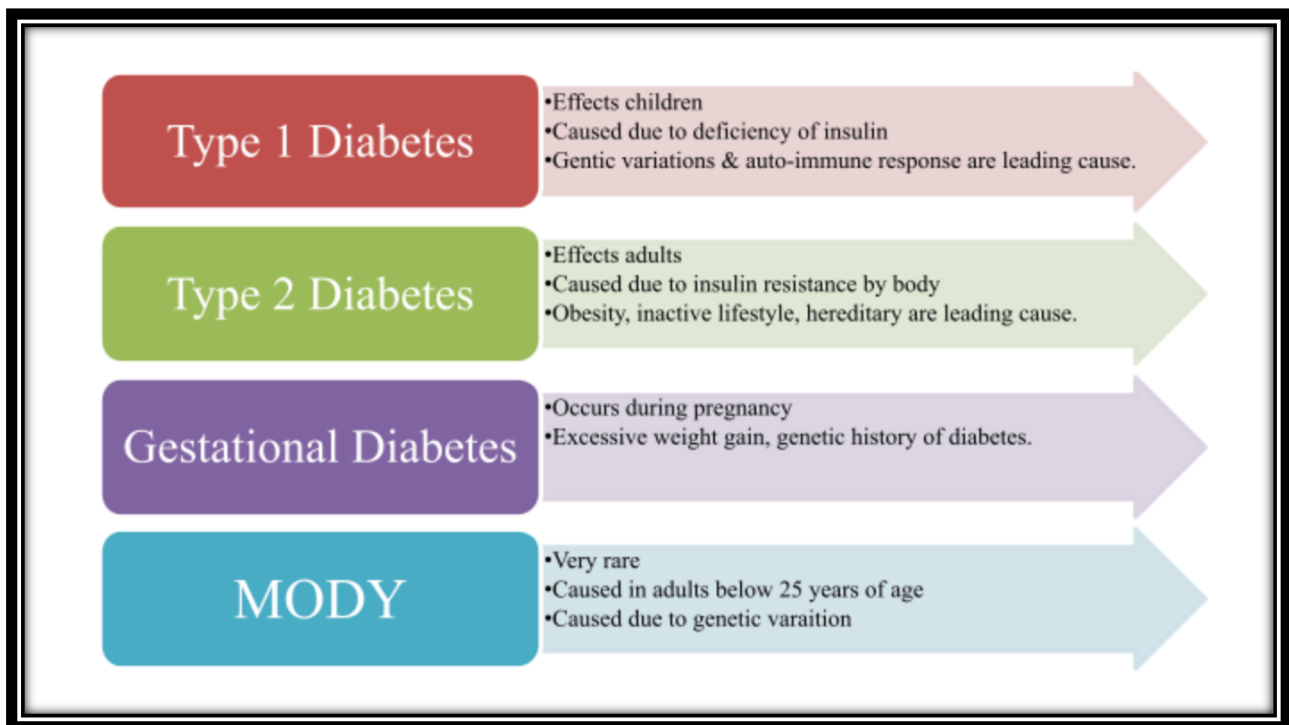 Type 1 Diabetes
•Effects children
•Caused due to deficiency of insulin
•Gentic variations & auto-immune response are leading cause.
Type 2 Diabetes
•Effects adults
•Caused due to insulin resistance by body
•Obesity, inactive lifestyle, hereditary are leading cause.
Gestational Diabetes
•Occurs during pregnancy
•Excessive weight gain, genetic history of diabetes.
MODY
•Very rare
•Caused in adults below 25 years of age
•Caused due to genetic varaition